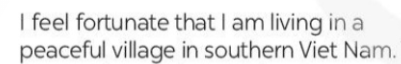 I feel fortunate that I am living in a
peaceful village in southern Viet Nam.